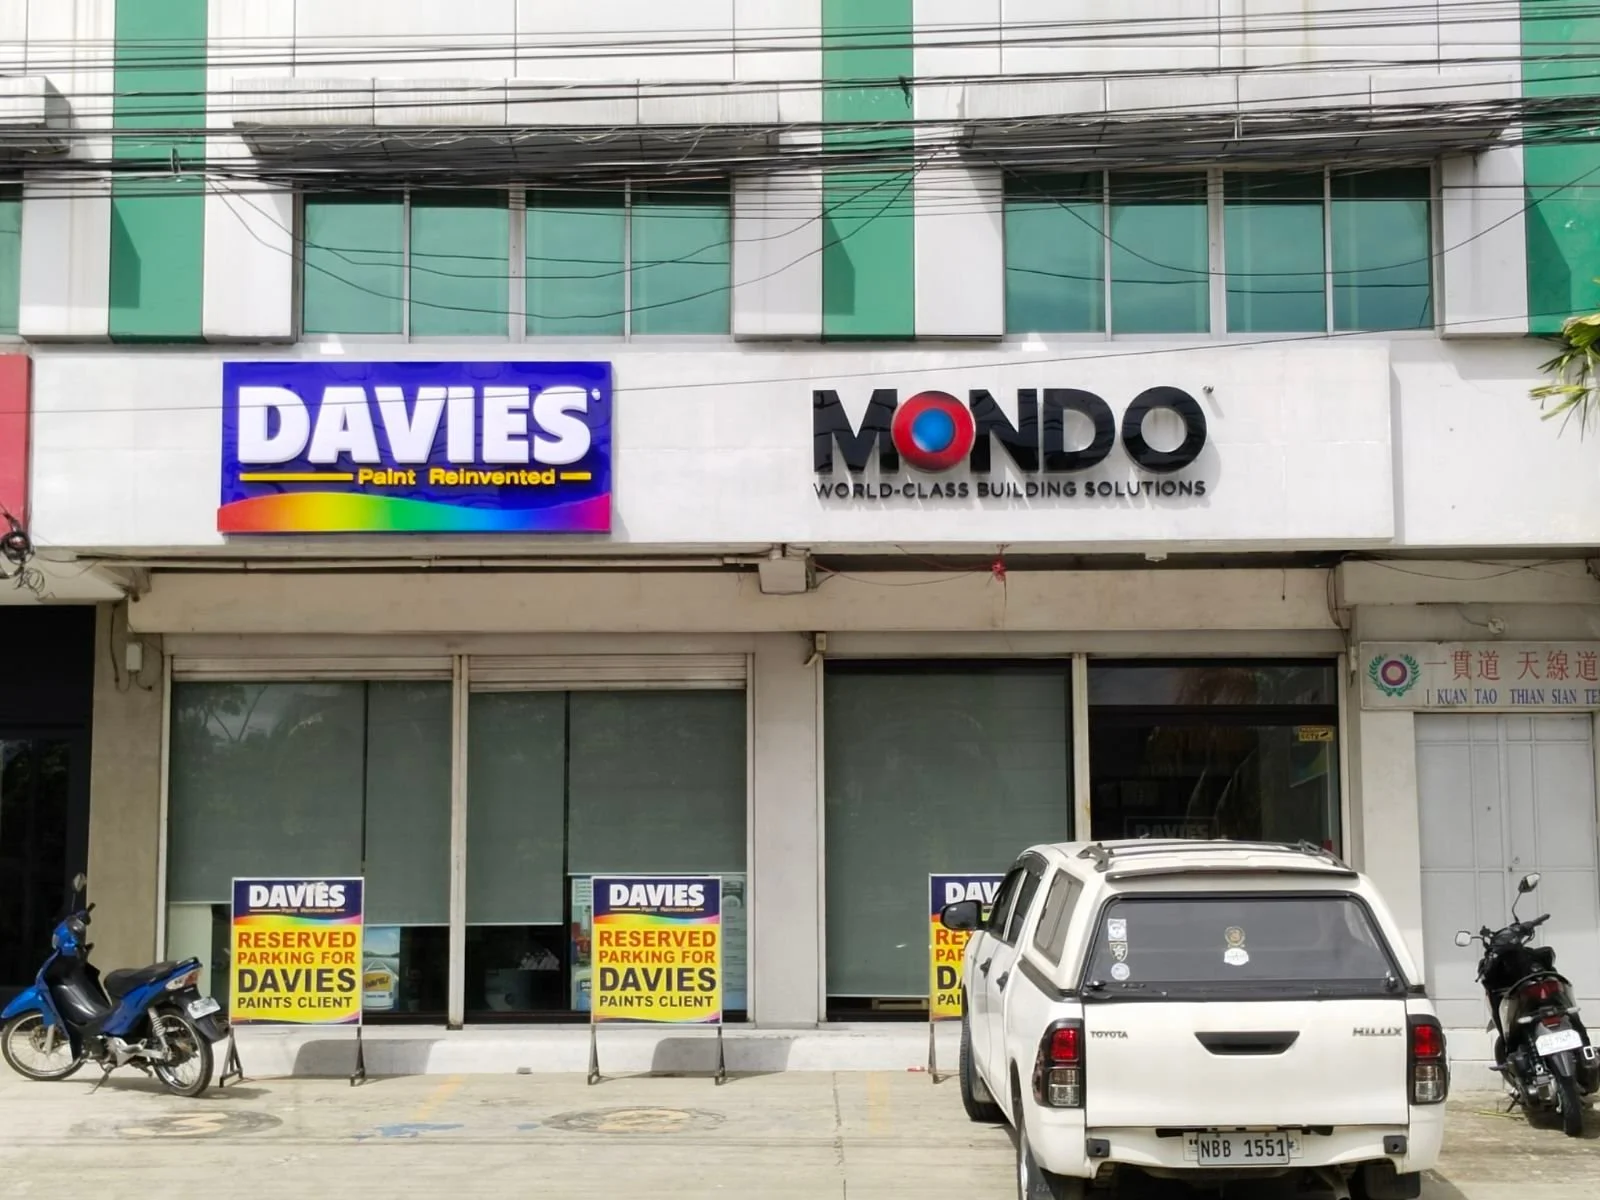 DAVIES
Paint Reinvented
MONDO
WORLD-CLASS BUILDING SOLUTIONS
一貫道 天線道
I KUAN TAO THIAN SIAN
DAVIES
DAVIES
Paint Reinvented
RESERVED
PARKING FOR
DAVIES
PAINTS CLIENT
DAVIES
Paint Reinvented
RESERVED
PARKING FOR
DAVIES
PAINTS CLIENT
TOYOTA
HILUX
NBB 1551